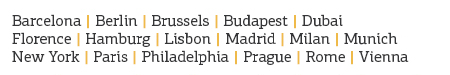 Barcelona | Berlin | Brussels | Budapest | Dubai
Florence | Hamburg | Lisbon | Madrid | Milan | Munich
New York | Paris | Philadelphia | Prague | Rome | Vienna